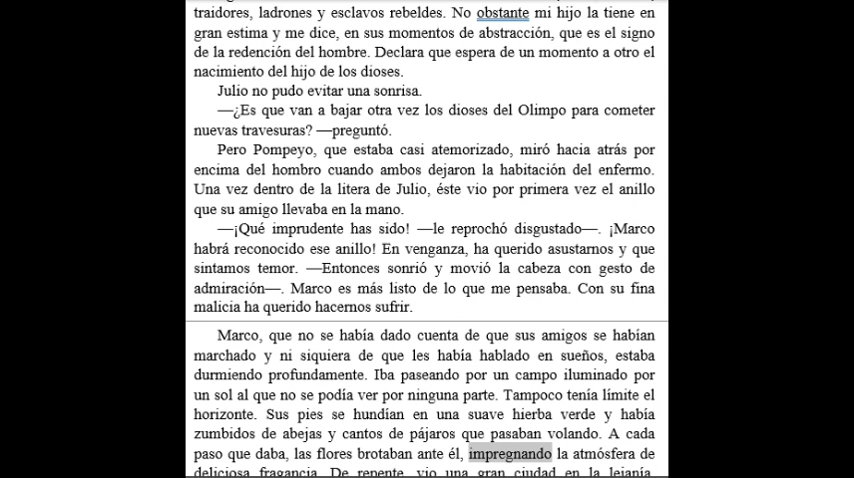 traidores, ladrones y esclavos rebeldes. No obstante mi hijo la tiene en
gran estima y me dice, en sus momentos de abstracción, que es el signo
de la redención del hombre. Declara que espera de un momento a otro el
nacimiento del hijo de los dioses.
Julio no pudo evitar una sonrisa.
—¿Es que van a bajar otra vez los dioses del Olimpo para cometer
nuevas travesuras? —preguntó.
Pero Pompeyo, que estaba casi atemorizado, miró hacia atrás por
encima del hombro cuando ambos dejaron la habitación del enfermo.
Una vez dentro de la litera de Julio, éste vio por primera vez el anillo
que su amigo llevaba en la mano.
—¡Qué imprudente has sido! —le reprochó disgustado—. ¡Marco
habrá reconocido ese anillo! En venganza, ha querido asustarnos y que
sintamos temor. —Entonces sonrió y movió la cabeza con gesto de
admiración—. Marco es más listo de lo que me pensaba. Con su fina
malicia ha querido hacernos sufrir.
Marco, que no se había dado cuenta de que sus amigos se habían
marchado y ni siquiera de que les había hablado en sueños, estaba
durmiendo profundamente. Iba paseando por un campo iluminado por
un sol al que no se podía ver por ninguna parte. Tampoco tenía límite el
horizonte. Sus pies se hundían en una suave hierba verde y había
zumbidos de abejas y cantos de pájaros que pasaban volando. A cada
paso que daba, las flores brotaban ante él, impregnando la atmósfera de
deliciosa fragancia. De repente, vio una gran ciudad en la lejanía,